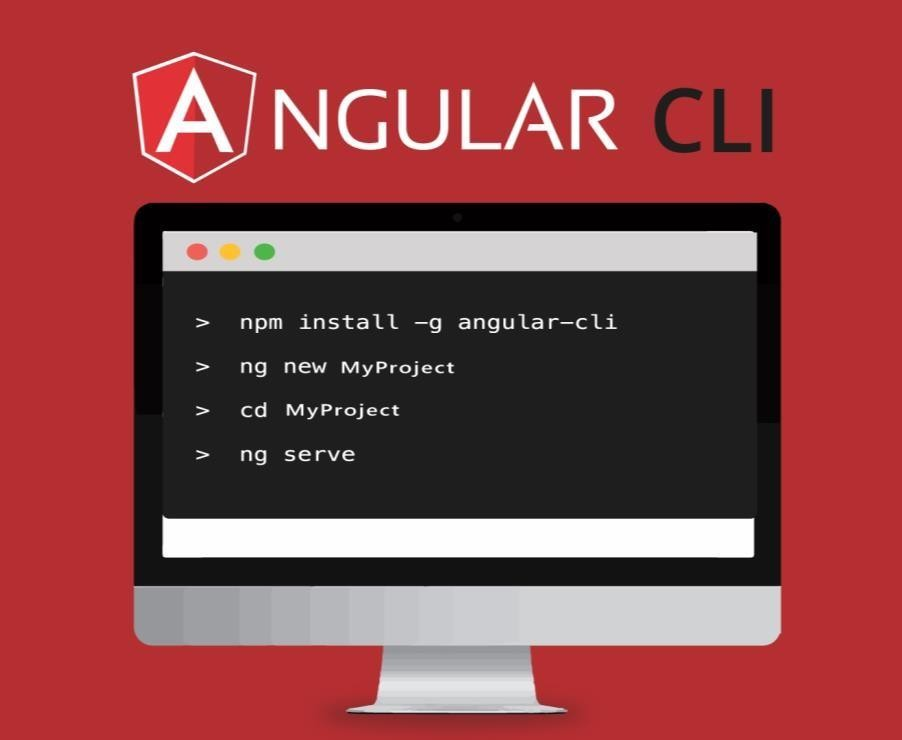 ANGULAR CLI
> npm install –g angular–cli
> ng new MyProject
> cd MyProject
> ng serve